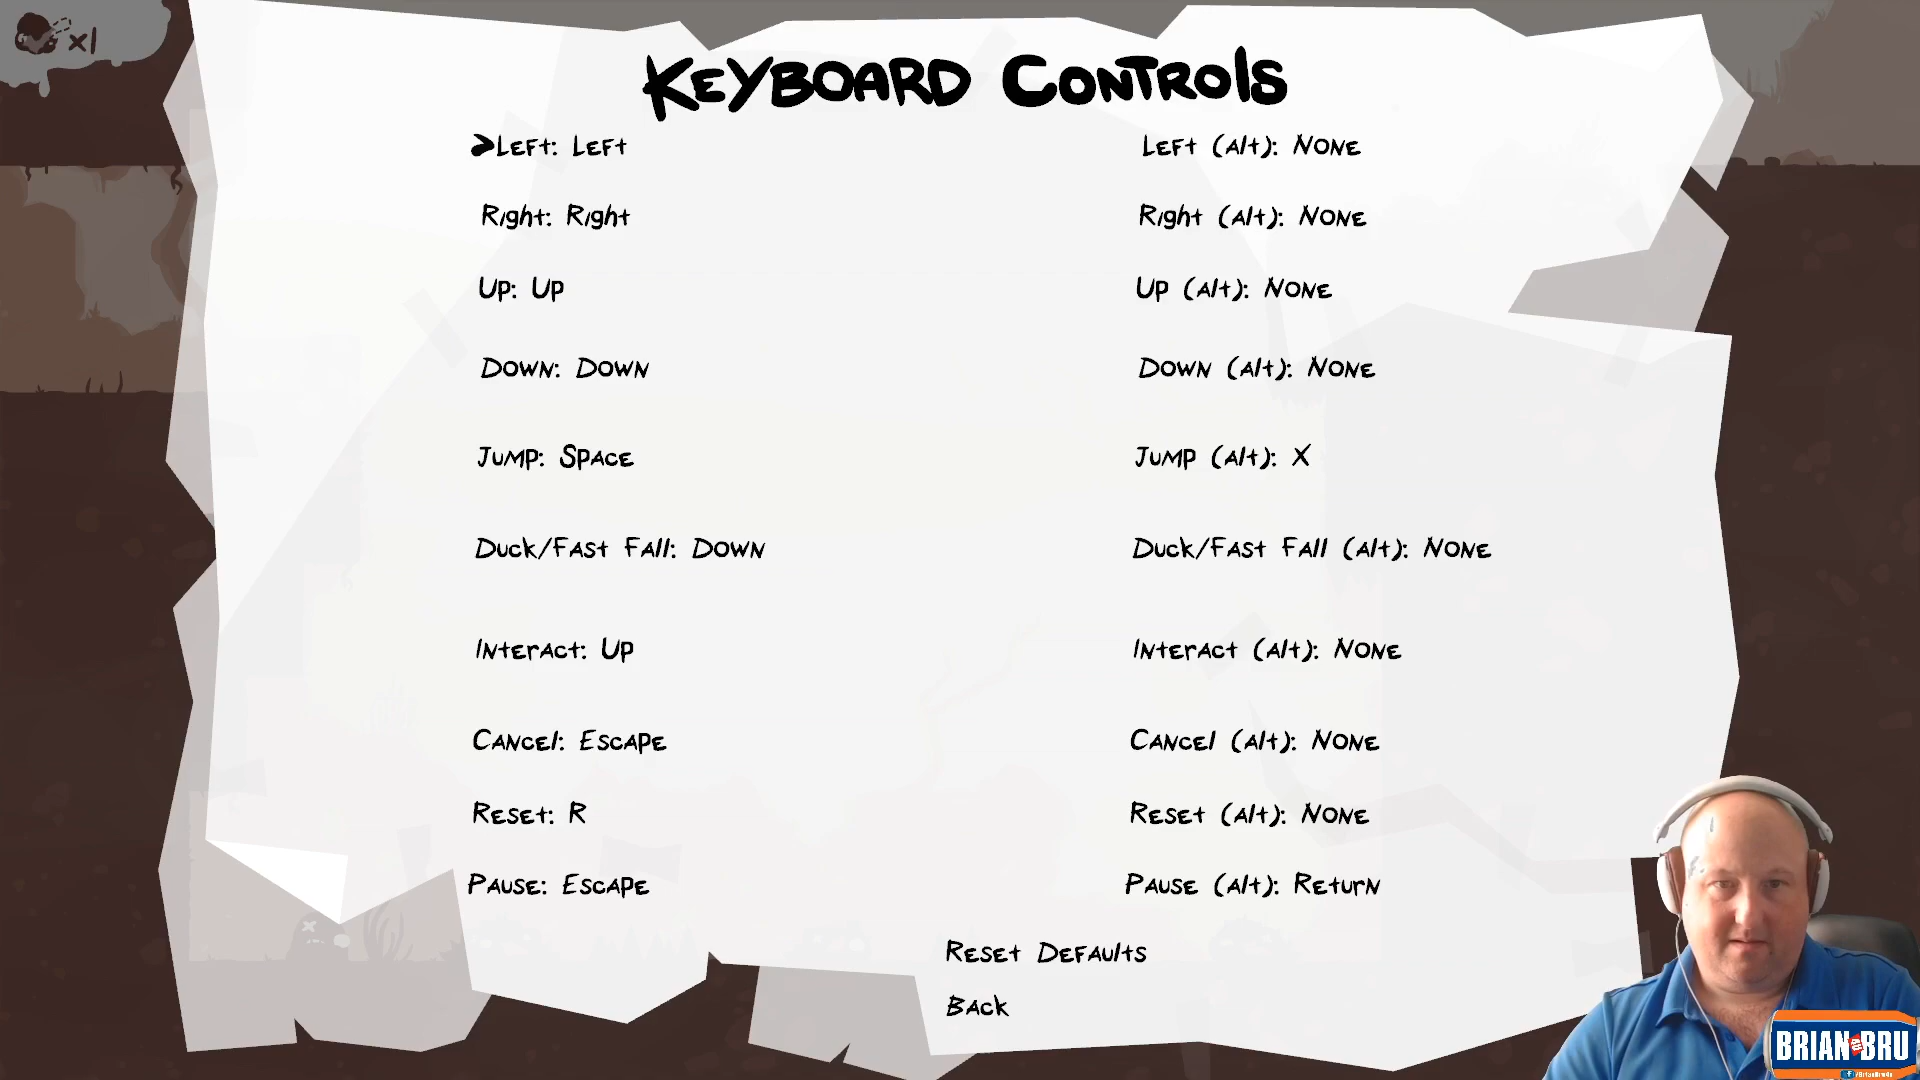 x1
Keyboard Controls
>Left: Left
Left (Alt): None
Right: Right
Right (Alt): None
Up: Up
Up (Alt): None
Down: Down
Down (Alt): None
Jump: Space
Jump (Alt): X
Duck/Fast Fall: Down
Duck/Fast Fall (Alt): None
Interact: Up
Interact (Alt): None
Cancel: Escape
Cancel (Alt): None
Reset: R
Reset (Alt): None
Pause: Escape
Pause (Alt): Return
Reset Defaults
Back
BRIAN BRU